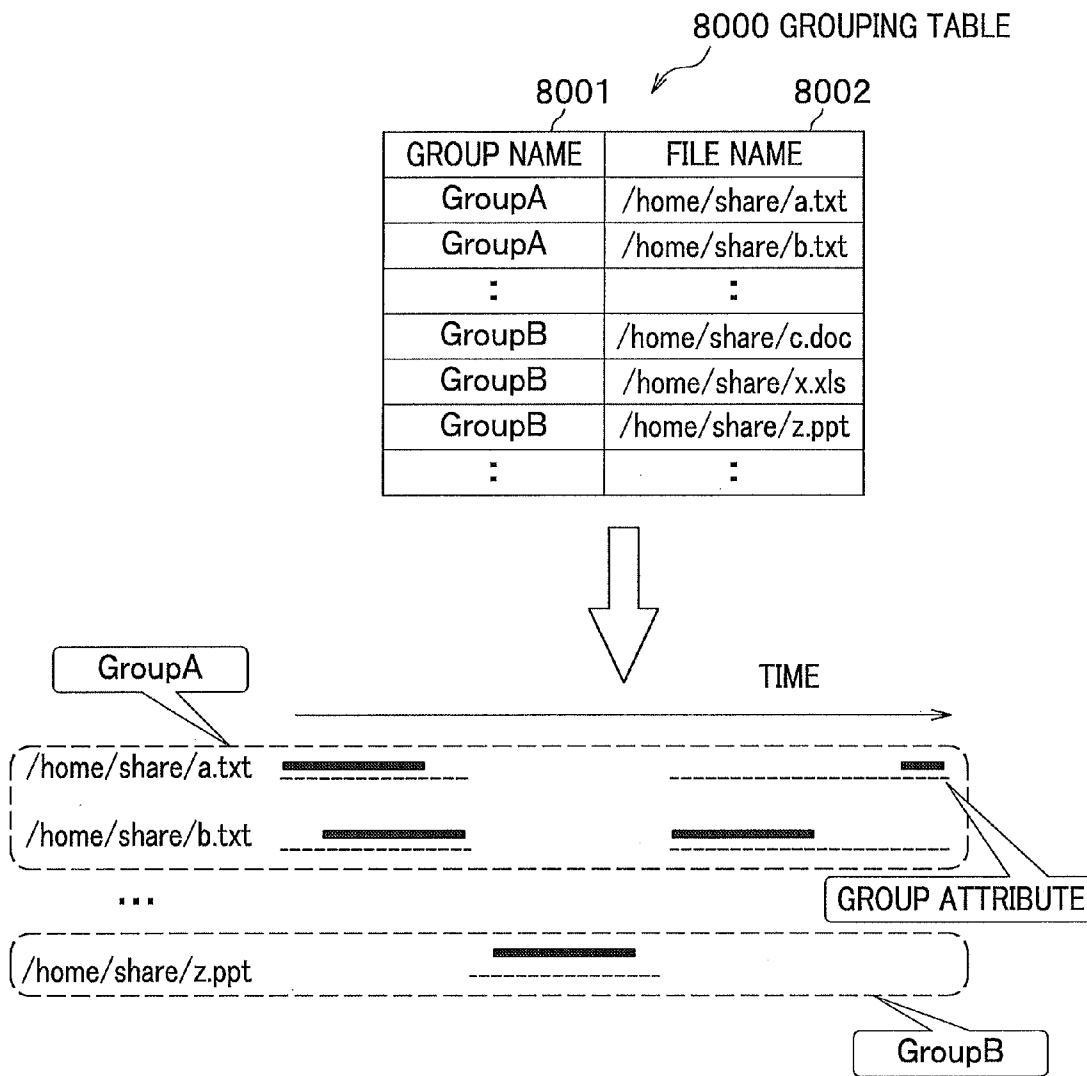 8000 GROUPING TABLE
8001 8002
GROUP NAME FILE NAME
GroupA /home/share/a.txt
GroupA /home/share/b.txt
: :
GroupB /home/share/c.doc
GroupB /home/share/x.xls
GroupB /home/share/z.ppt
: :
GroupA
TIME
/home/share/a.txt
/home/share/b.txt
GROUP ATTRIBUTE
...
/home/share/z.ppt
GroupB